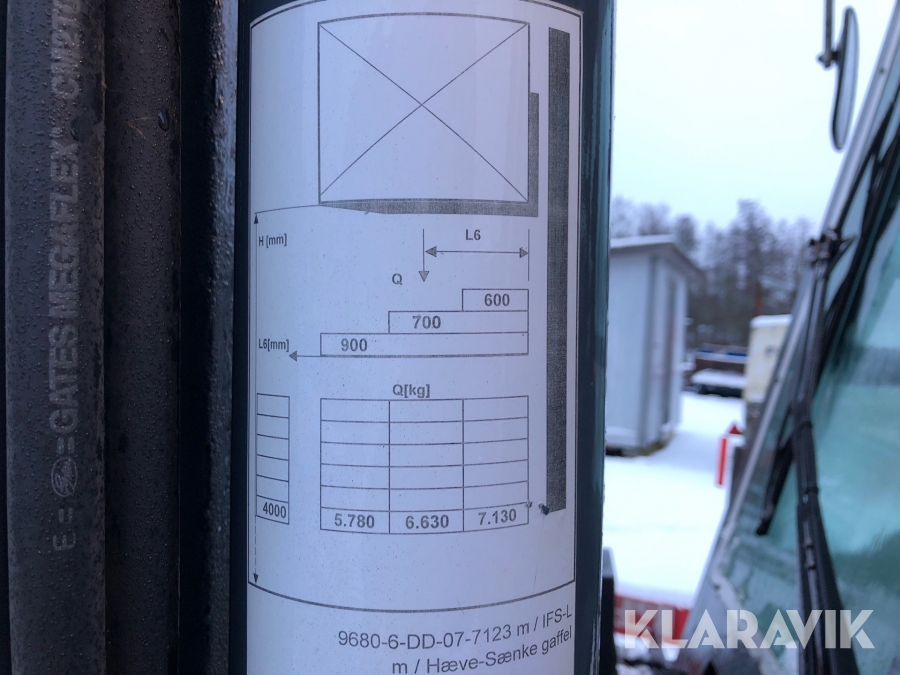 E = =GATES MEGAFLEX
L6
H [mm]
Q
600
700
L6[mm]
900
Q[kg]
4000
5.780 6.630 7.130
9680-6-DD-07-7123 m / IFS-L
m / Hæve-Sænke gaffel
KLARAVIK